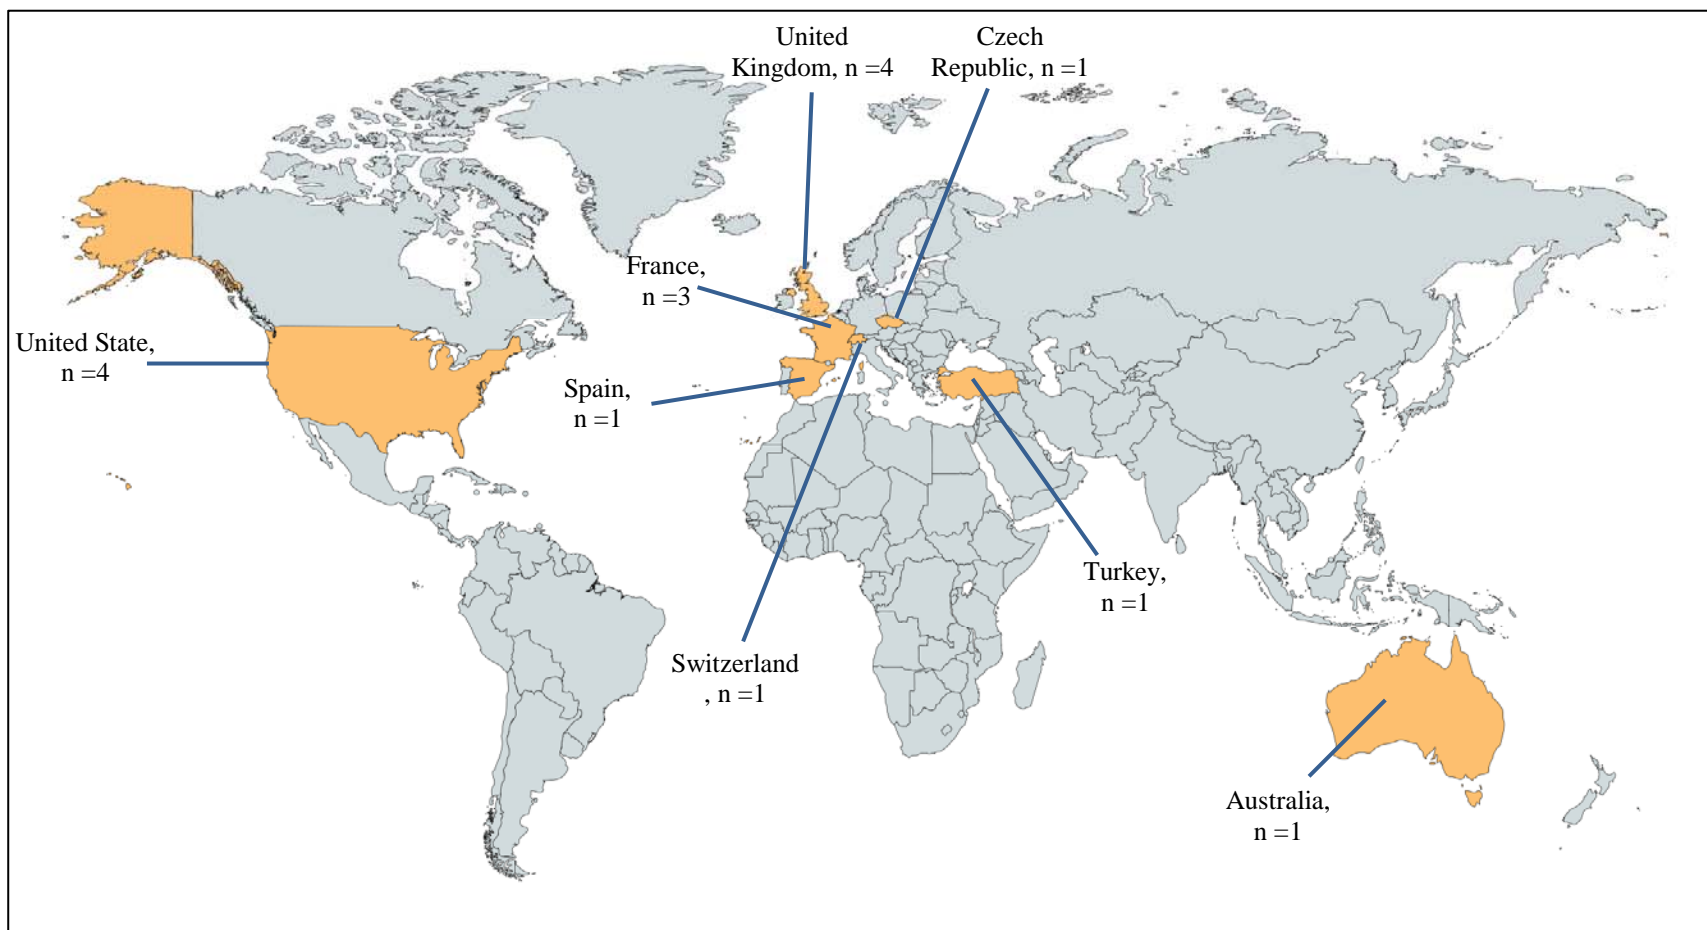 United
Kingdom, n =4
Czech
Republic, n =1
France,
n =3
United State,
n =4
Spain,
n =1
Turkey,
n =1
Switzerland
, n =1
Australia,
n =1